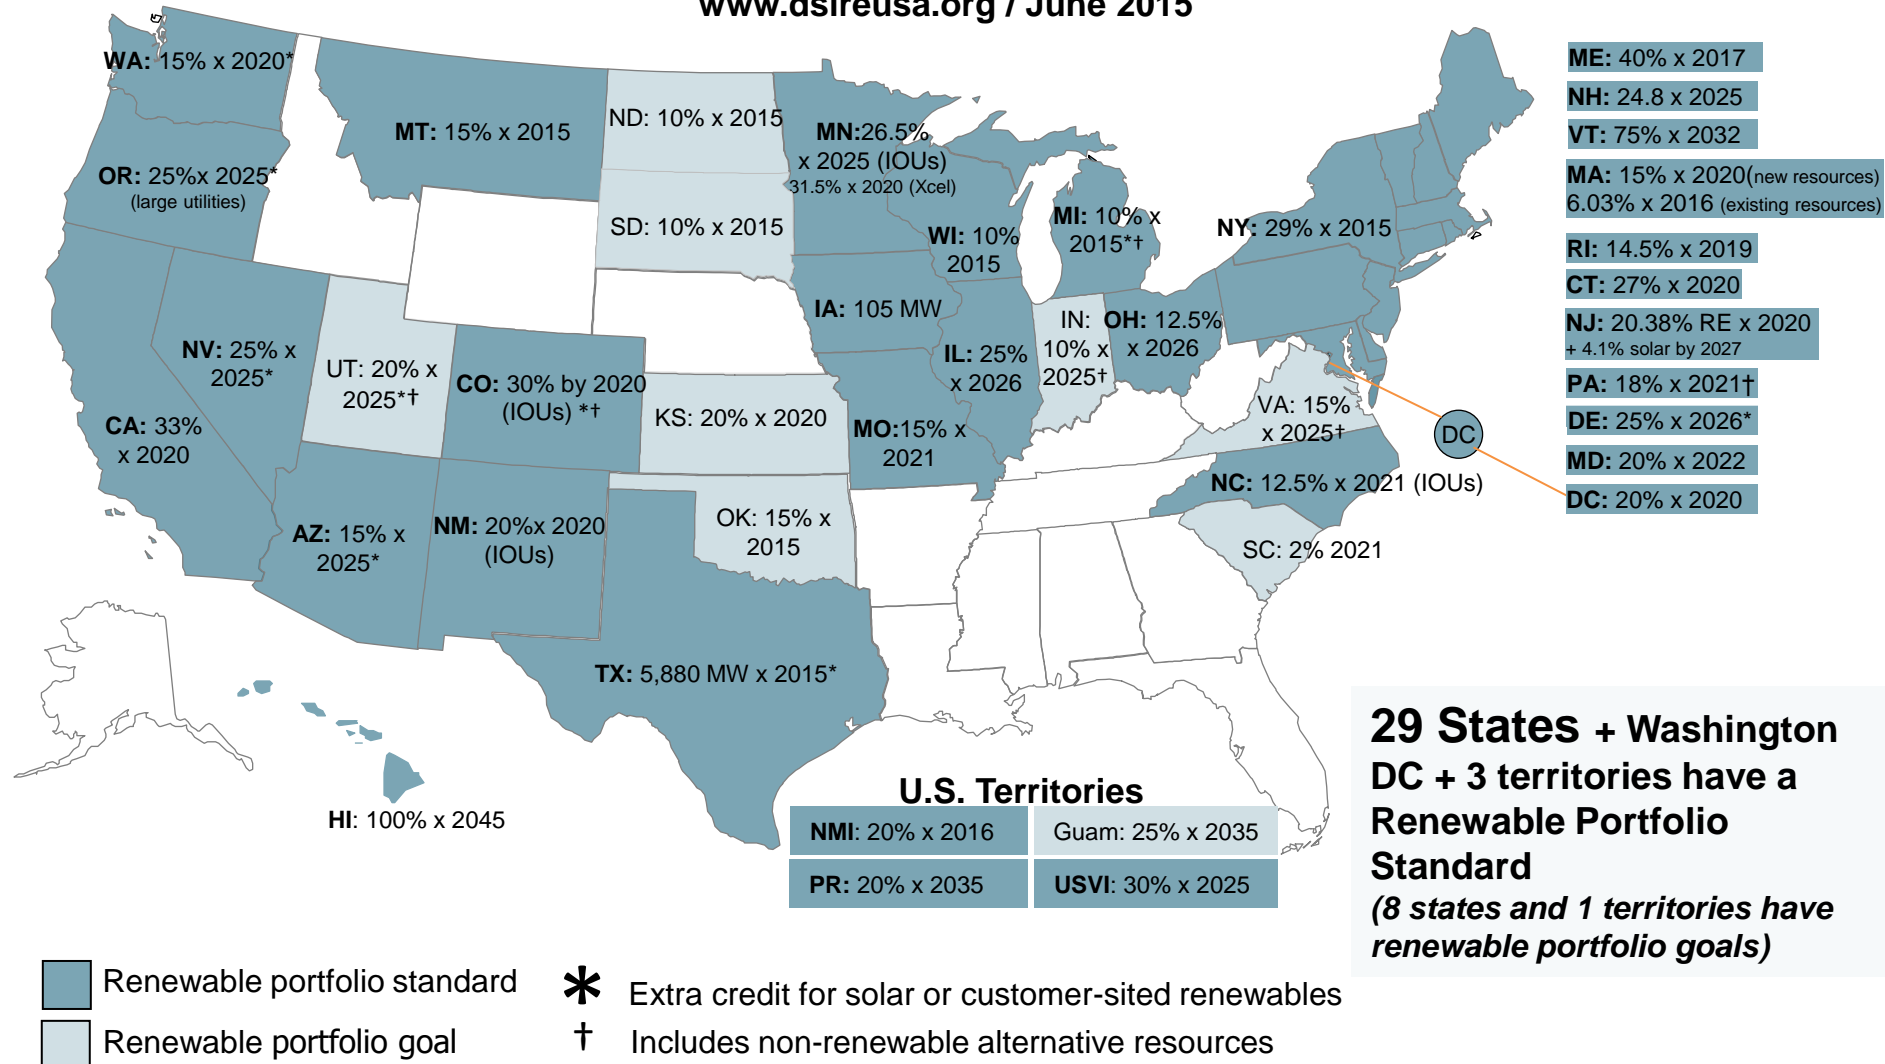 www.dsireusa.org / June 2015
WA: 15% x 2020*
MT: 15% x 2015
ND: 10% x 2015
MN:26.5%
x 2025 (IOUs)
31.5% x 2020 (Xcel)
OR: 25%x 2025*
(large utilities)
SD: 10% x 2015
WI: 10%
2015
MI: 10% x
2015*†
NY: 29% x 2015
IA: 105 MW
NV: 25% x
2025*
UT: 20% x
2025*†
CO: 30% by 2020
(IOUs) *†
IL: 25%
x 2026
IN:
10% x
2025†
OH: 12.5%
x 2026
CA: 33%
x 2020
KS: 20% x 2020
MO:15% x
2021
VA: 15%
x 2025†
DC
NC: 12.5% x 2021 (IOUs)
AZ: 15% x
2025*
NM: 20%x 2020
(IOUs)
OK: 15% x
2015
SC: 2% 2021
TX: 5,880 MW x 2015*
HI: 100% x 2045
ME: 40% x 2017
NH: 24.8 x 2025
VT: 75% x 2032
MA: 15% x 2020(new resources)
6.03% x 2016 (existing resources)
RI: 14.5% x 2019
CT: 27% x 2020
NJ: 20.38% RE x 2020
+ 4.1% solar by 2027
PA: 18% x 2021†
DE: 25% x 2026*
MD: 20% x 2022
DC: 20% x 2020
U.S. Territories
NMI: 20% x 2016
Guam: 25% x 2035
PR: 20% x 2035
USVI: 30% x 2025
29 States + Washington
DC + 3 territories have a
Renewable Portfolio
Standard
(8 states and 1 territories have
renewable portfolio goals)
Renewable portfolio standard
Renewable portfolio goal
* Extra credit for solar or customer-sited renewables
† Includes non-renewable alternative resources